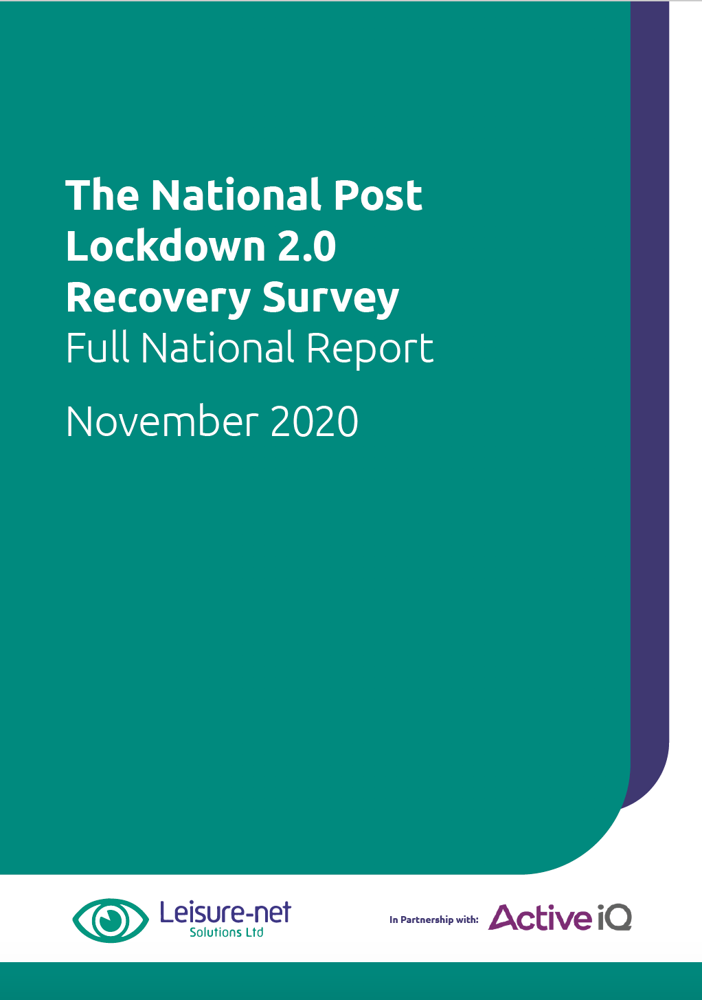 The National Post
Lockdown 2.0
Recovery Survey
Full National Report
November 2020
Leisure-net
Solutions Ltd
In Partnership with:
Active iQ